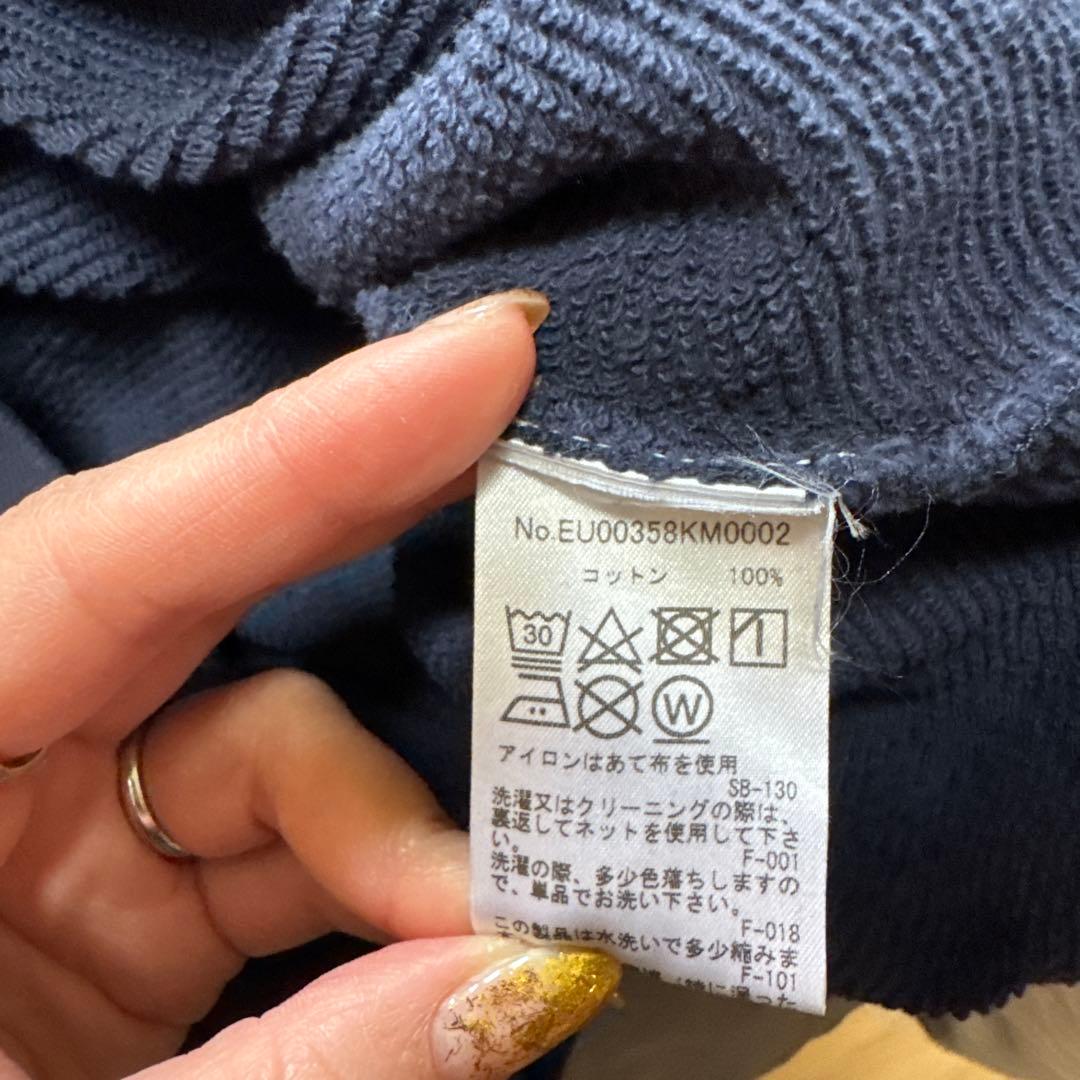 No.EU00358KM0002
コットン 100%
30
W
アイロンはあて布を使用
SB-130
洗濯又はクリーニングの際は、
裏返してネットを使用して下さ
い。
F-001
洗濯の際、多少色落ちしますの
で、単品でお洗い下さい。
F-018
この製品は水洗いで多少縮みま
F-101